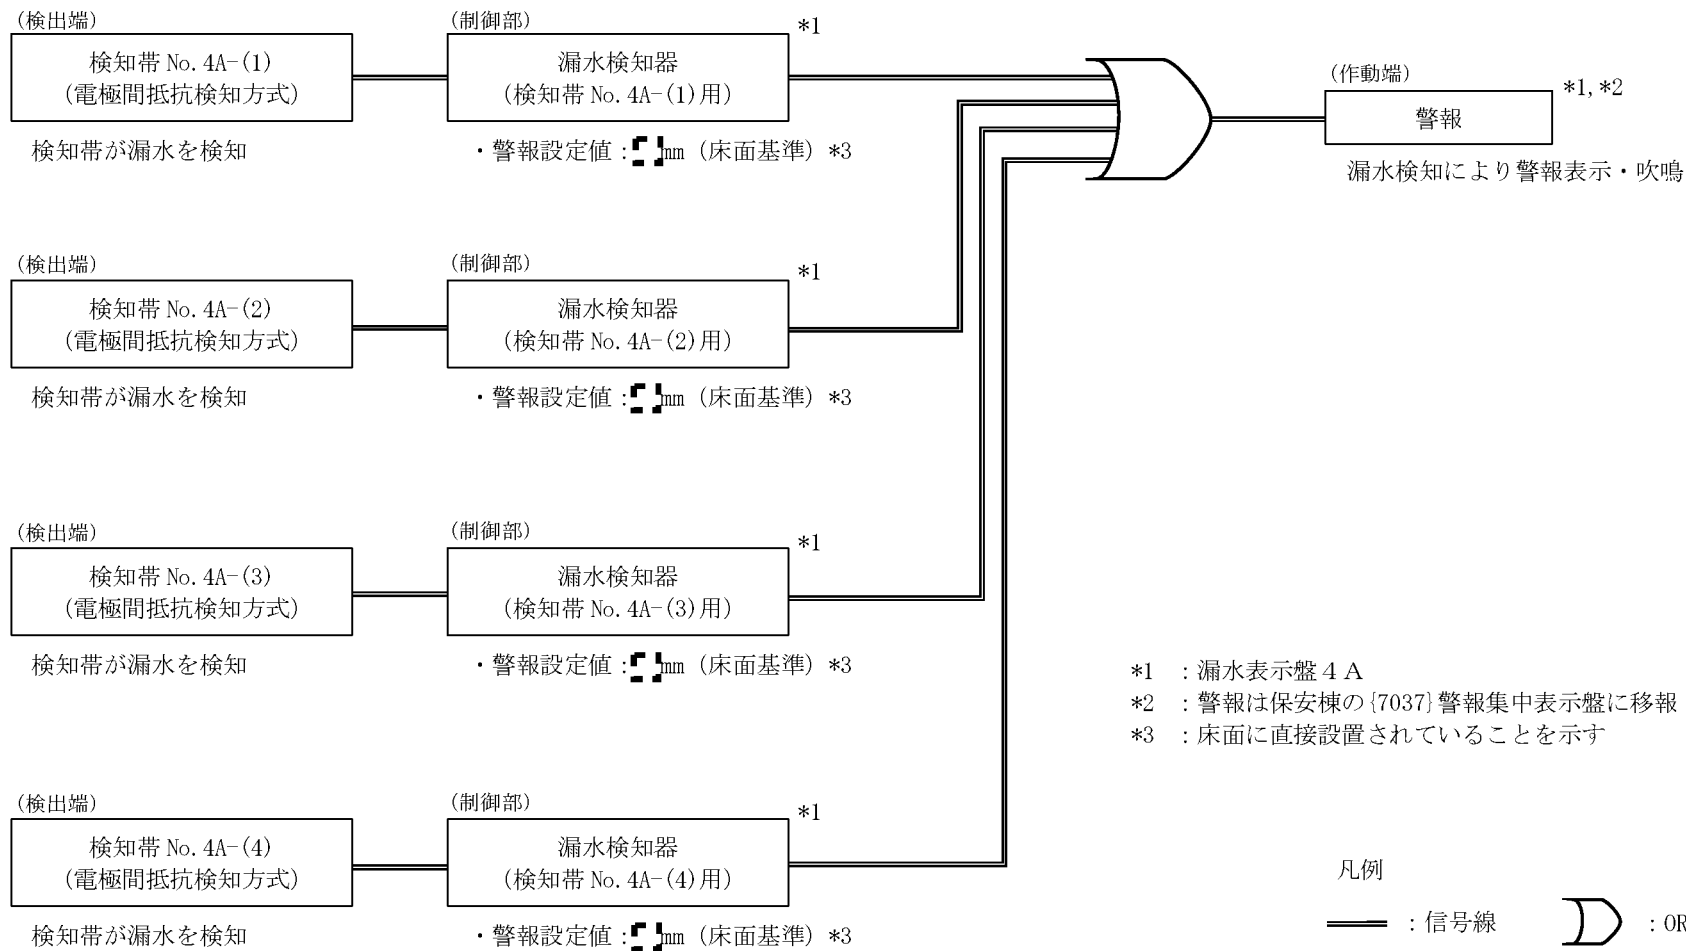 (検出端)
(制御部)
*1
検知帯 No. 4A-(1)
(電極間抵抗検知方式)
漏水検知器
(検知帯 No. 4A-(1)用)
検知帯が漏水を検知
・警報設定値:
mm (床面基準) *3
(作動端)
*1, *2
警報
漏水検知により警報表示・吹鳴
(検出端)
(制御部)
*1
検知帯 No. 4A-(2)
(電極間抵抗検知方式)
漏水検知器
(検知帯 No. 4A-(2)用)
検知帯が漏水を検知
・警報設定値:
mm (床面基準) *3
(検出端)
(制御部)
*1
検知帯 No. 4A-(3)
(電極間抵抗検知方式)
漏水検知器
(検知帯 No. 4A-(3)用)
検知帯が漏水を検知
・警報設定値:
mm (床面基準) *3
(検出端)
(制御部)
*1
検知帯 No. 4A-(4)
(電極間抵抗検知方式)
漏水検知器
(検知帯 No. 4A-(4)用)
検知帯が漏水を検知
・警報設定値:
mm (床面基準) *3
*1 :漏水表示盤4A
*2 :警報は保安棟の{7037}警報集中表示盤に移報
*3 :床面に直接設置されていることを示す
凡例
:信号線
:OR